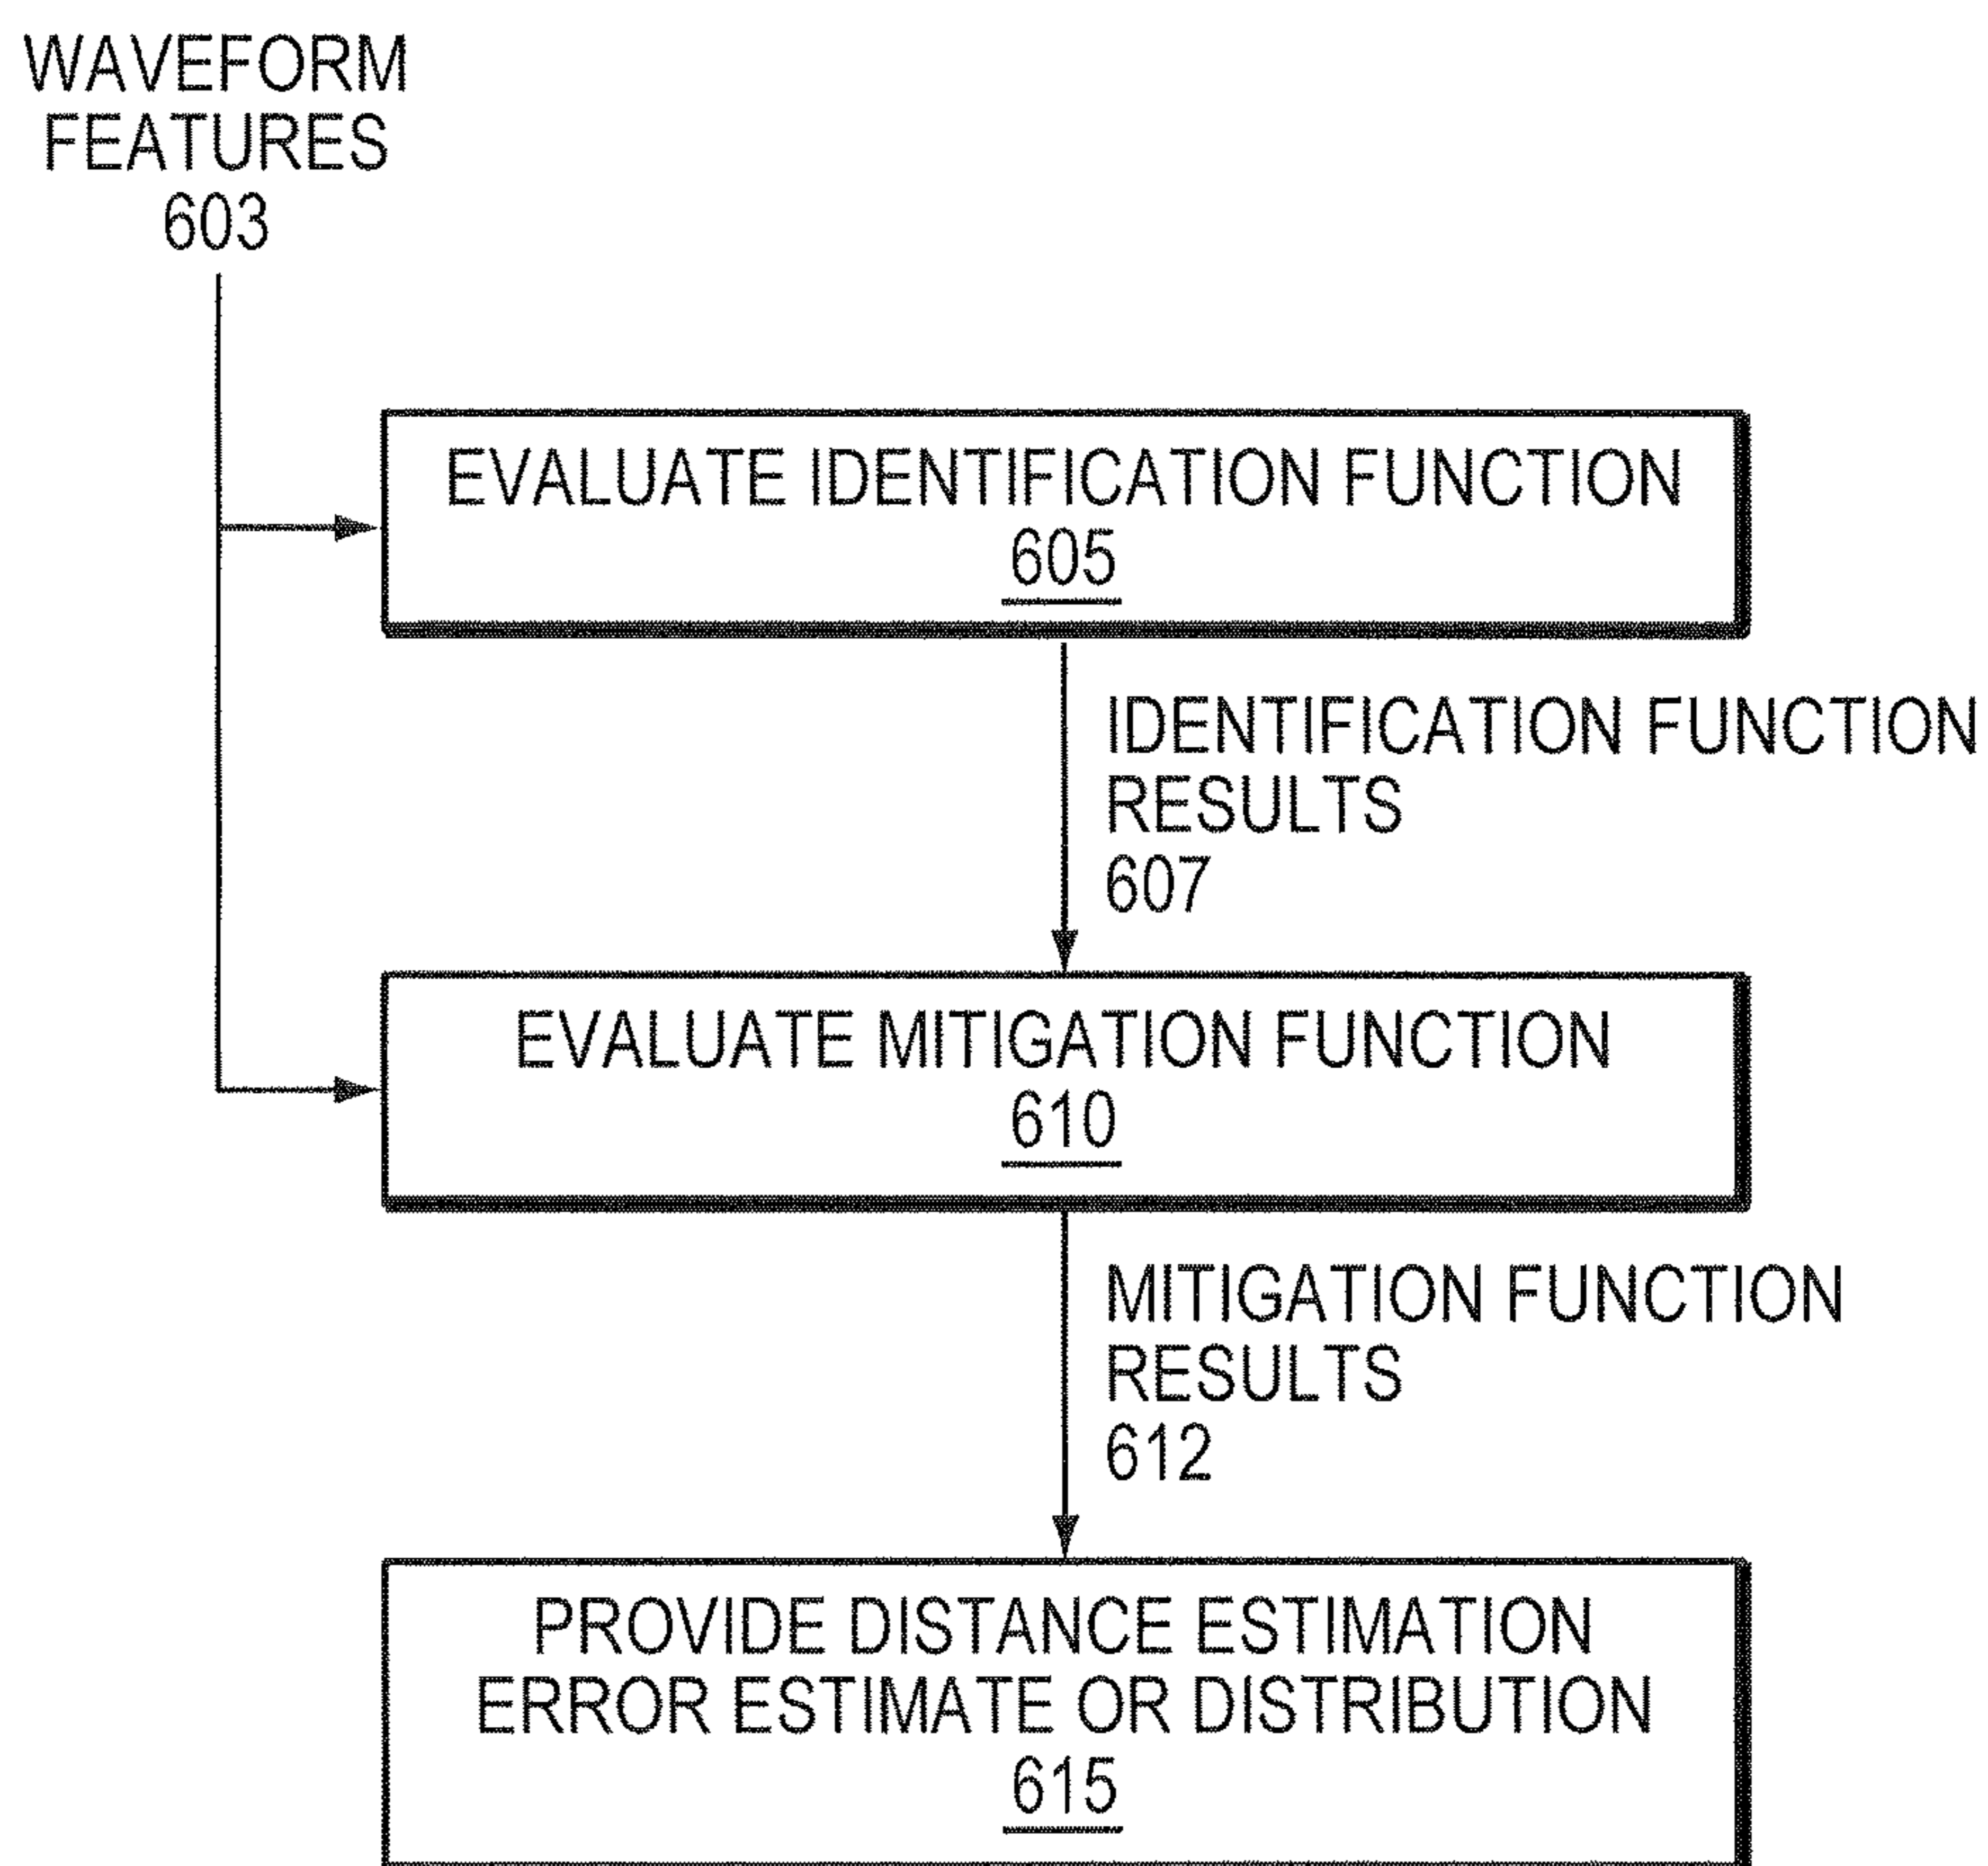 WAVEFORM
FEATURES
603
EVALUATE IDENTIFICATION FUNCTION
605
IDENTIFICATION FUNCTION
RESULTS
607
EVALUATE MITIGATION FUNCTION
610
MITIGATION FUNCTION
RESULTS
612
PROVIDE DISTANCE ESTIMATION
ERROR ESTIMATE OR DISTRIBUTION
615